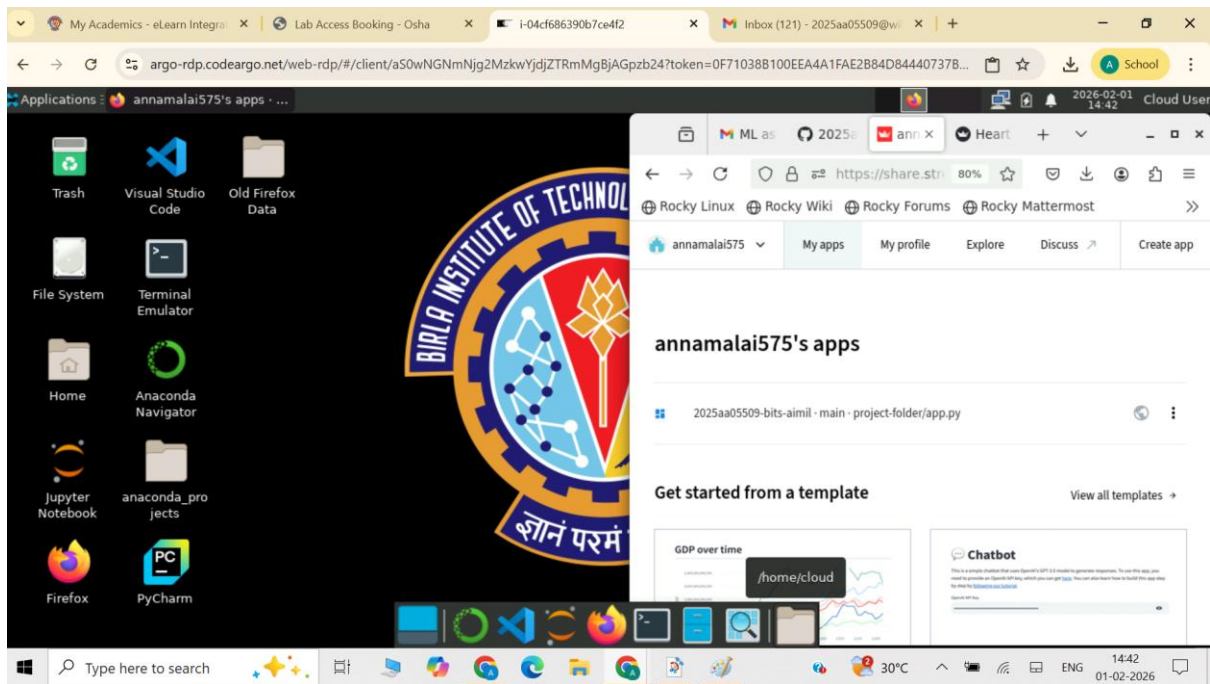 My Academics - eLearn Integra
Lab Access Booking - Osha
i-04cf686390b7ce4f2
Inbox (121) - 2025aa05509@wi
argo-rdp.codeargo.net/web-rdp/#/client/aS0wNGNmNjg2MzkwYjdjZTRmMgBjAGpzb24?token=0F71038B100EEA4A1FAE2B84D84440737B...
A School
Applications
annamalai575's apps · ...
2026-02-01
14:42
Cloud User
Trash
Visual Studio
Code
Old Firefox
Data
File System
Terminal
Emulator
Home
Anaconda
Navigator
Jupyter
Notebook
anaconda_pro
jects
Firefox
PC
PyCharm
BIRLA INSTITUTE OF TECHNOL
ज्ञानं परमं
ML as
2025a
ann
Heart
https://share.str
80%
Rocky Linux
Rocky Wiki
Rocky Forums
Rocky Mattermost
annamalai575
My apps
My profile
Explore
Discuss
Create app
annamalai575's apps
2025aa05509-bits-aimil · main · project-folder/app.py
Get started from a template
View all templates
GDP over time
/home/cloud
Chatbot
Type here to search
30°C
ENG
14:42
01-02-2026